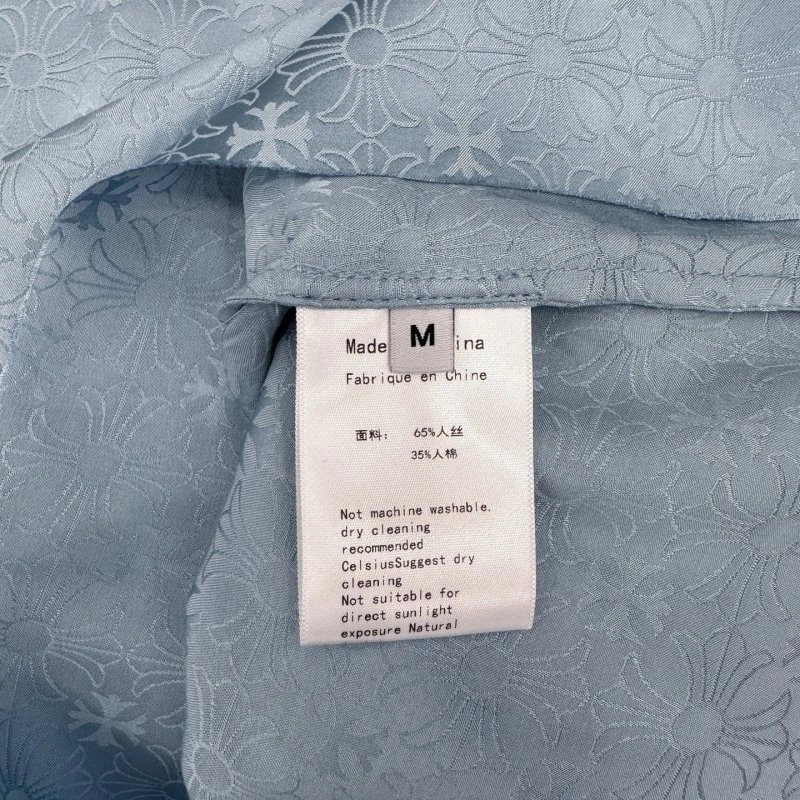 M
Made ina
Fabrique en Chine
面料： 65%人丝
35%人棉
Not machine washable.
dry cleaning
recommended
CelsiusSuggest dry
cleaning
Not suitable for
direct sunlight
exposure Natural